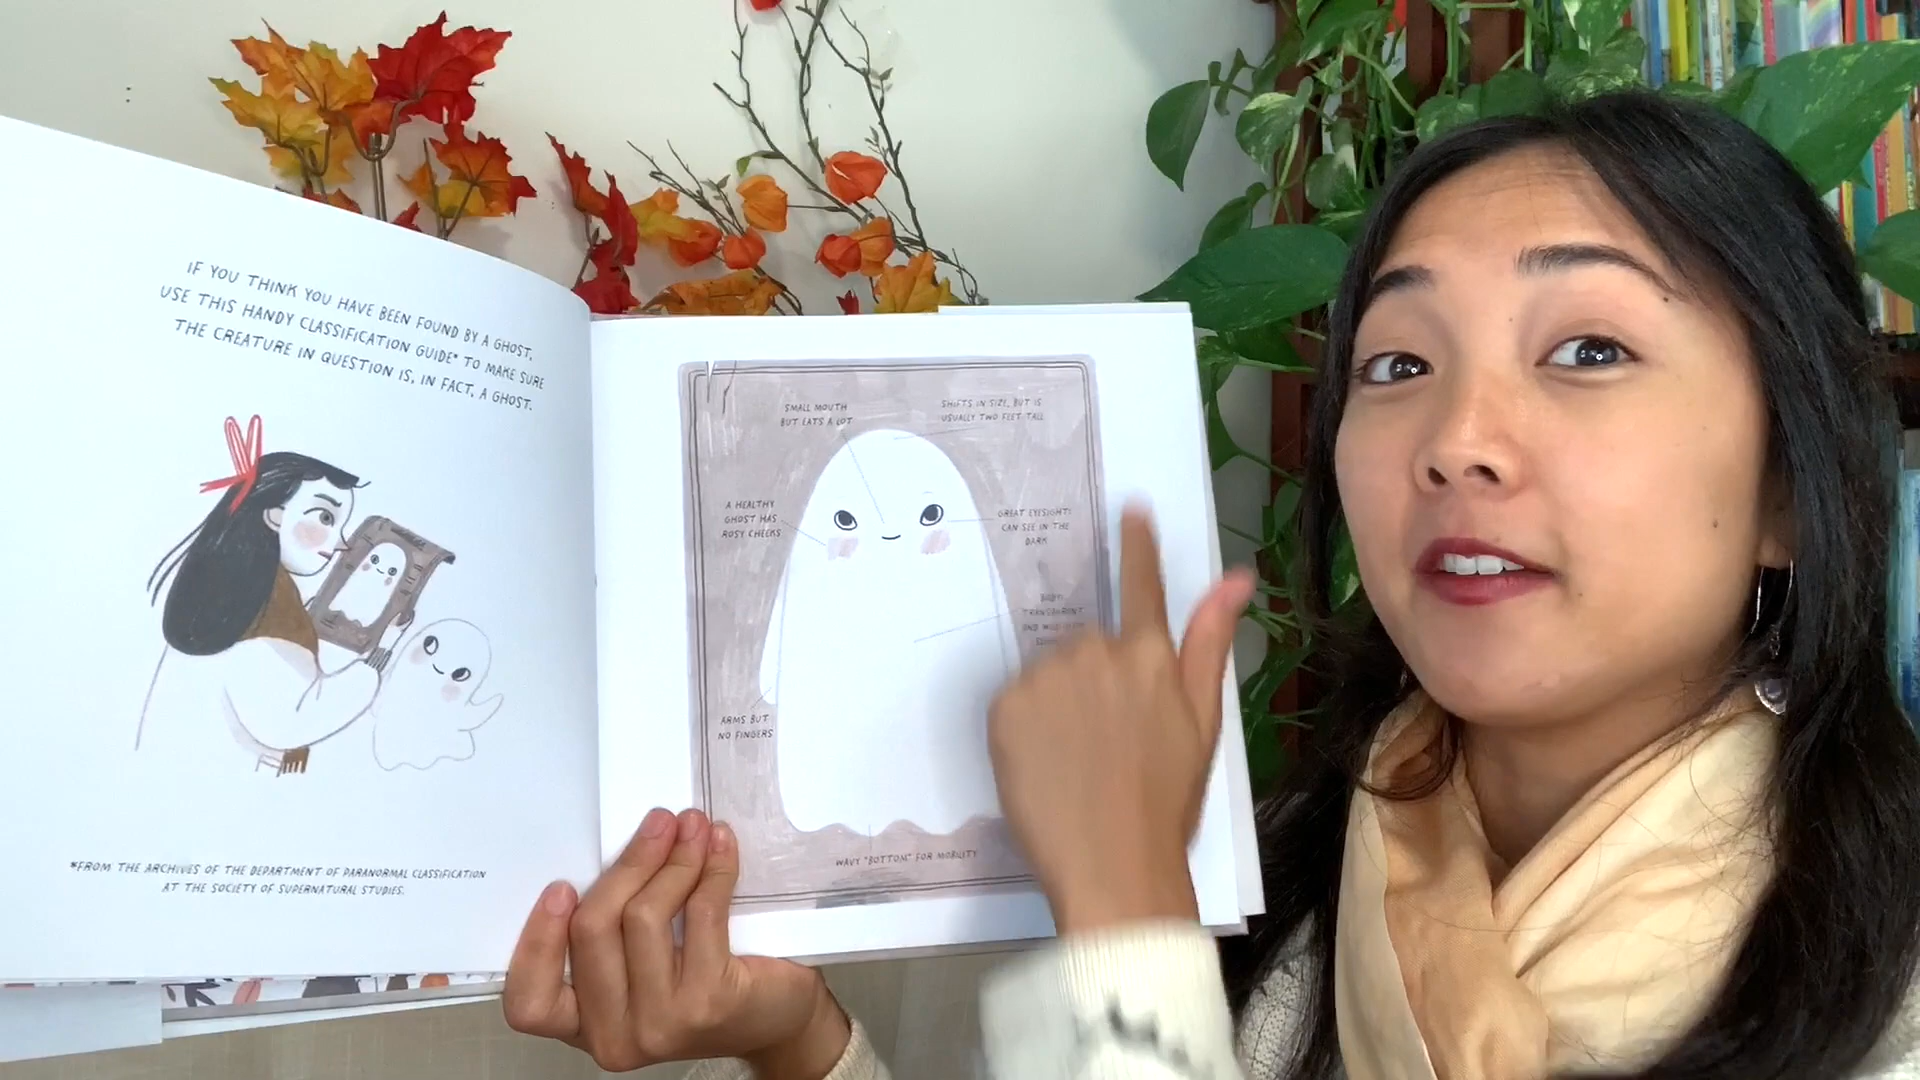 IF YOU THINK YOU HAVE BEEN FOUND BY A GHOST,
USE THIS HANDY CLASSIFICATION GUIDE* TO MAKE SURE
THE CREATURE IN QUESTION IS, IN FACT, A GHOST.
*FROM THE ARCHIVES OF THE DEPARTMENT OF PARANORMAL CLASSIFICATION
AT THE SOCIETY OF SUPERNATURAL STUDIES.
SMALL MOUTH
BUT EATS A LOT
SHIFTS IN SIZE, BUT IS
USUALLY TWO FEET TALL
A HEALTHY
GHOST HAS
ROSY CHEEKS
GREAT EYESIGHT!
CAN SEE IN THE
DARK
BODY:
TRANSPARENT
AND
ARMS BUT
NO FINGERS
WAVY "BOTTOM" FOR MOBILITY